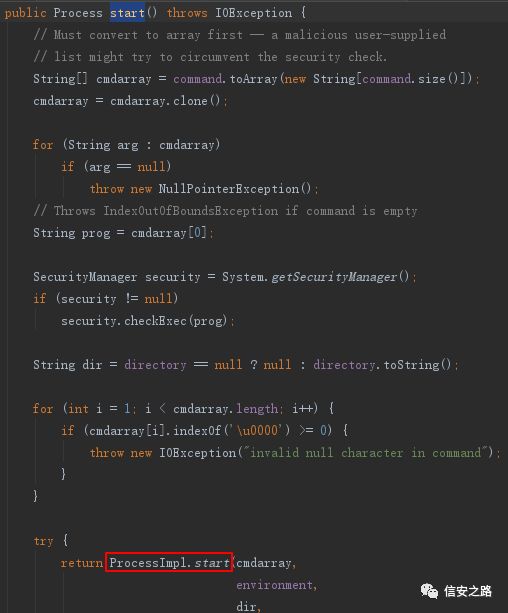 public Process start() throws IOException {
// Must convert to array first -- a malicious user-supplied
// list might try to circumvent the security check.
String[] cmdarray = command.toArray(new String[command.size()]);
cmdarray = cmdarray.clone();
for (String arg : cmdarray)
if (arg == null)
throw new NullPointerException();
// Throws IndexOutOfBoundsException if command is empty
String prog = cmdarray[0];
SecurityManager security = System.getSecurityManager();
if (security != null)
security.checkExec(prog);
String dir = directory == null ? null : directory.toString();
for (int i = 1; i < cmdarray.length; i++) {
if (cmdarray[i].indexOf('\u0000') >= 0) {
throw new IOException("invalid null character in command");
}
}
try {
return ProcessImpl.start(cmdarray,
environment,
dir,
信安之路